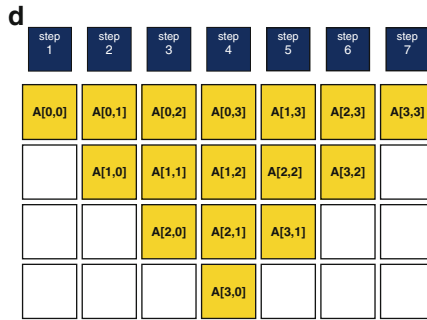 d
step 1
step 2
step 3
step 4
step 5
step 6
step 7
A[0,0] A[0,1] A[0,2] A[0,3] A[1,3] A[2,3] A[3,3]
A[1,0] A[1,1] A[1,2] A[2,2] A[3,2]
A[2,0] A[2,1] A[3,1]
A[3,0]